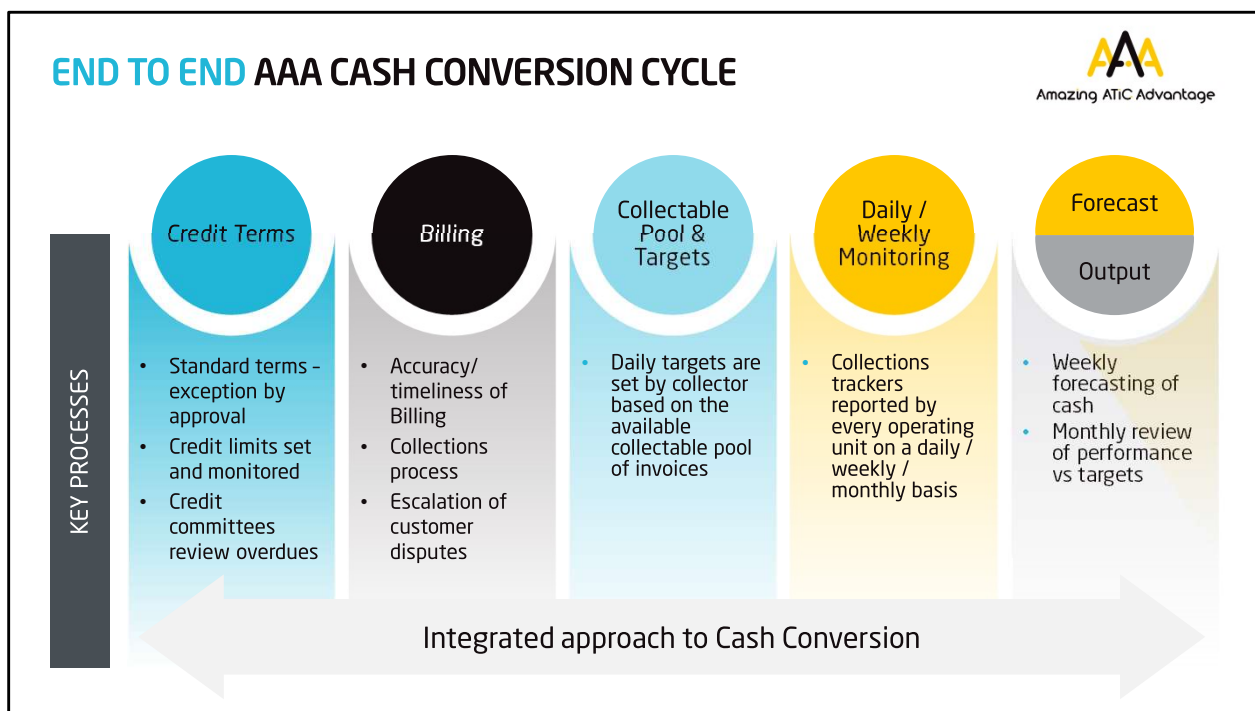 END TO END AAA CASH CONVERSION CYCLE
AAA
Amazing ATiC Advantage
KEY PROCESSES
Credit Terms
• Standard terms –
exception by
approval
• Credit limits set
and monitored
• Credit
committees
review overdues
Billing
• Accuracy/
timeliness of
Billing
• Collections
process
• Escalation of
customer
disputes
Collectable
Pool &
Targets
• Daily targets are
set by collector
based on the
available
collectable pool
of invoices
Daily /
Weekly
Monitoring
• Collections
trackers
reported by
every operating
unit on a daily /
weekly /
monthly basis
Forecast
Output
• Weekly
forecasting of
cash
• Monthly review
of performance
vs targets
Integrated approach to Cash Conversion